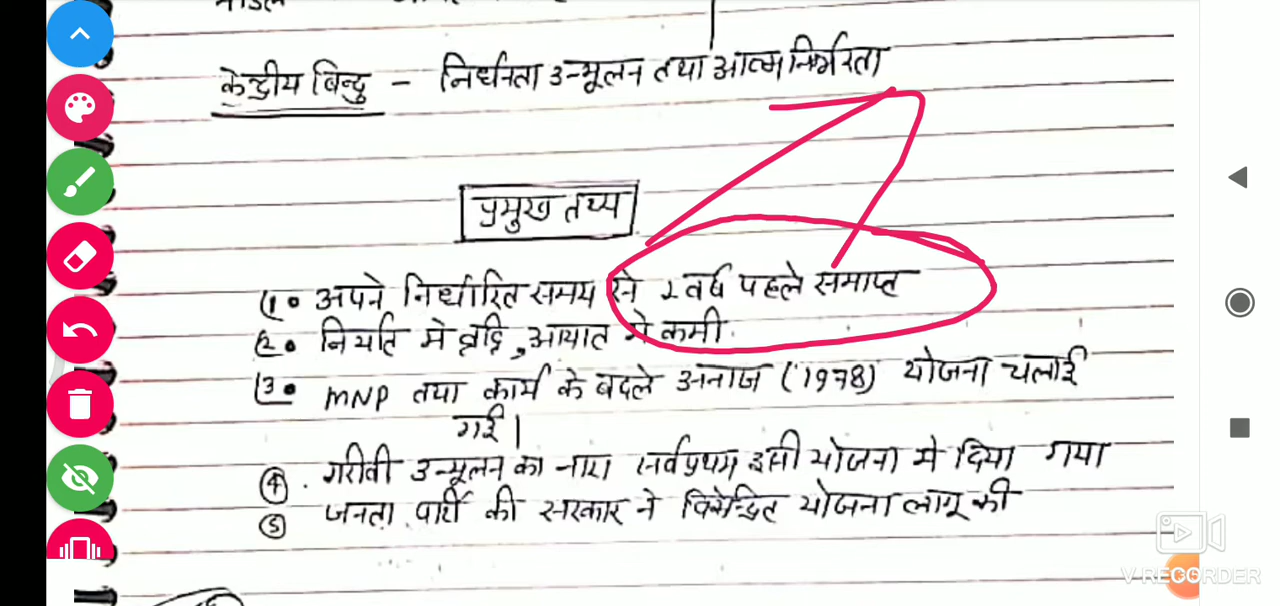 केन्द्रीय बिन्दु - निर्धनता उन्मूलन तथा आत्मनिर्भरता
प्रमुख तथ्य
(1. अपने निर्धारित समय से 1 वर्ष पहले समाप्त
(2. निर्यात मे वृद्वि, आयात मे कमी.
(3. MNP तथा कार्य के बदले अनाज (1978) योजना चलाई
गई।
(4) . गरीबी उन्मूलन का नारा सर्वप्रथम इसी योजना मे दिया गया
(5) जनता पार्टी की सरकार ने योजना लागू की
V RECORDER